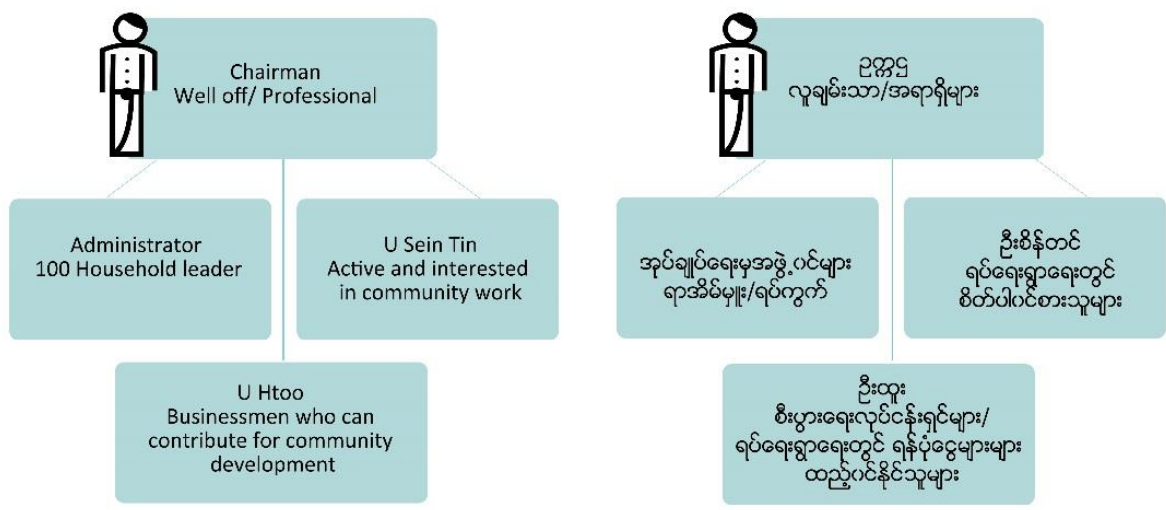 Chairman
Well off/ Professional
Administrator
100 Household leader
U Sein Tin
Active and interested
in community work
U Htoo
Businessmen who can
contribute for community
development
ဥက္ကဌ
လူချမ်းသာ/အရာရှိများ
အုပ်ချုပ်ရေးမှအဖွဲ့ဝင်များ
ရာအိမ်မှူး/ရပ်ကွက်
ဦးစိန်တင်
ရပ်ရေးရွာရေးတွင်
စိတ်ပါဝင်စားသူများ
ဦးထူး
စီးပွားရေးလုပ်ငန်းရှင်များ/
ရပ်ရေးရွာရေးတွင် ရန်ပုံငွေများများ
ထည့်ဝင်နိုင်သူများ